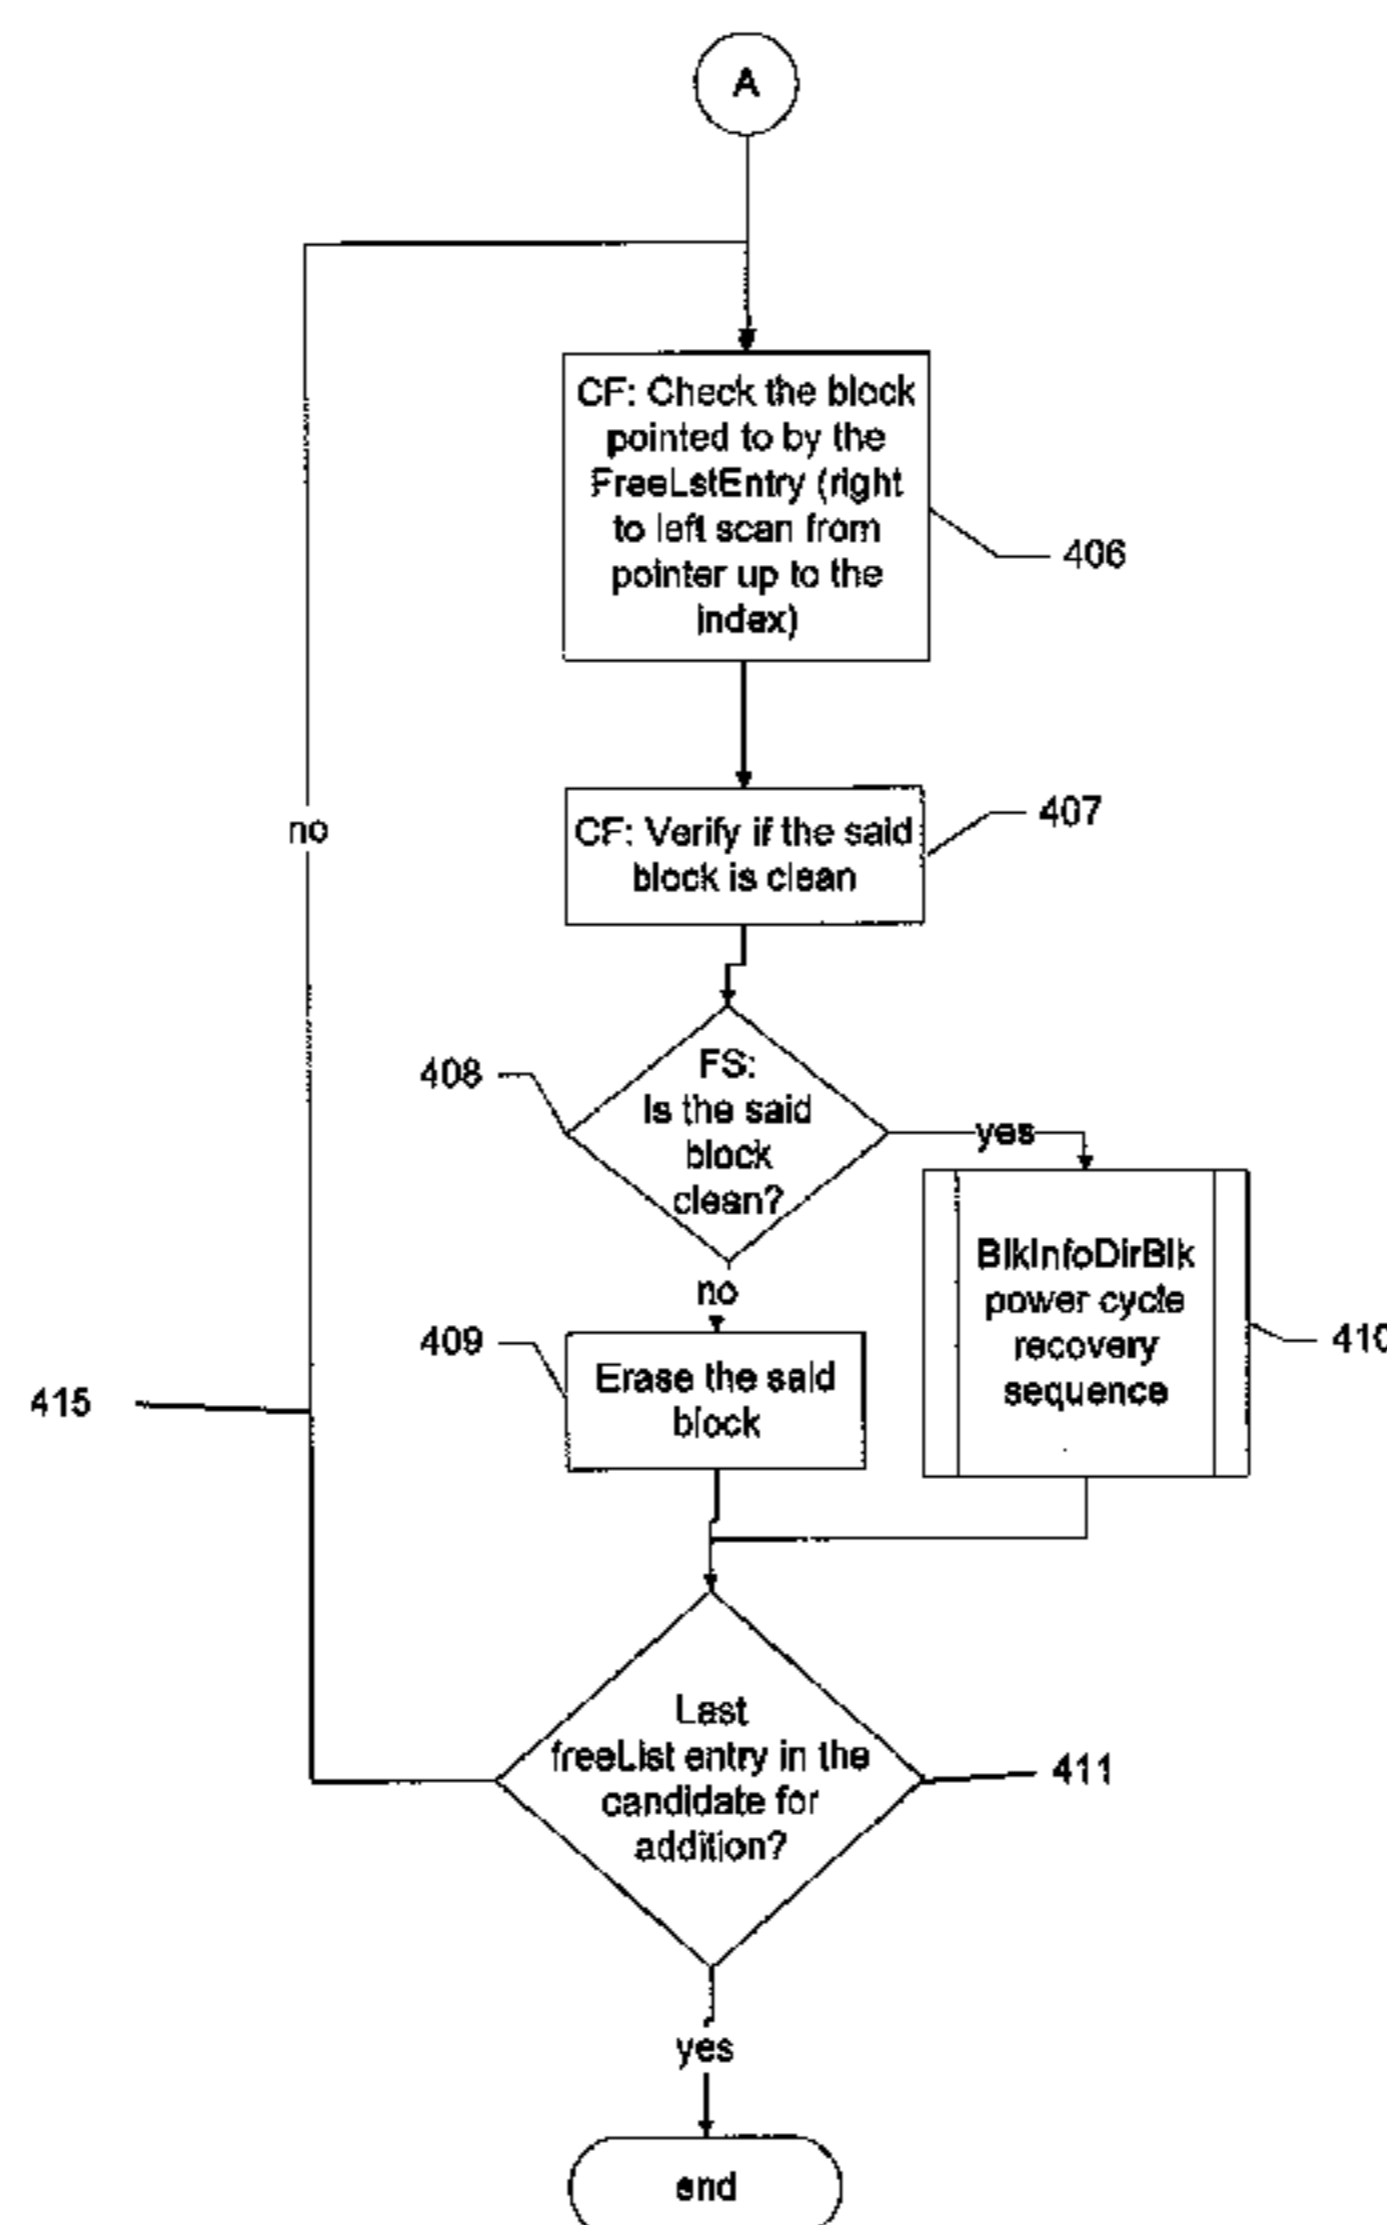 A
CF: Check the block
pointed to by the
FreeLstEntry (right
to left scan from
pointer up to the
index)
406
CF: Verify if the said
block is clean
407
no
408
FS:
Is the said
block
clean?
yes
no
BlkInfoDirBlk
power cycle
recovery
sequence
410
409
Erase the said
block
415
Last
freeList entry in the
candidate for
addition?
411
yes
end